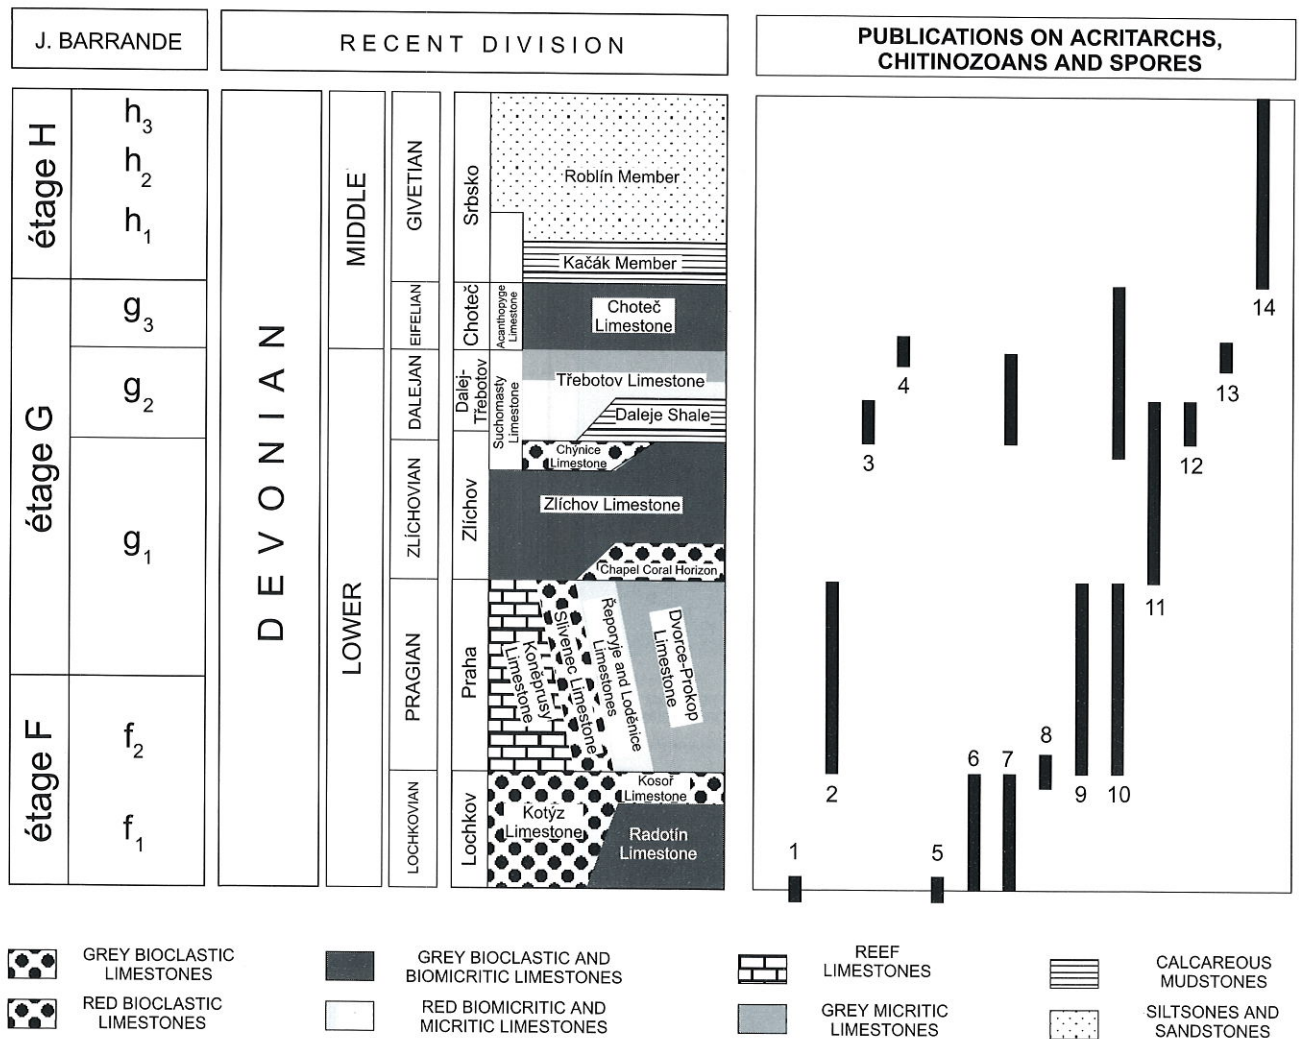 J. BARRANDE
RECENT DIVISION
PUBLICATIONS ON ACRITARCHS,
CHITINOZOANS AND SPORES
étage H
h3
h2
h1
étage G
g3
g2
g1
étage F
f2
f1
DEVONIAN
MIDDLE
LOWER
GIVETIAN
EIFELIAN
DALEJAN
ZLÍCHOVIAN
PRAGIAN
LOCHKOVIAN
Srbsko
Choteč
Dalej-
Třebotov
Zlíchov
Praha
Lochkov
Acanthopyge
Limestone
Suchomasty
Limestone
Roblín Member
Kačák Member
Choteč
Limestone
Třebotov Limestone
Daleje Shale
Chýnice
Limestone
Zlíchov Limestone
Chapel Coral Horizon
Koněprusy
Limestone
Slivenec Limestone
Řeporyje and Loděnice
Limestones
Dvorce-Prokop
Limestone
Kosoř
Limestone
Kotýz
Limestone
Radotín
Limestone
14
4
13
3
12
11
8
6
7
2
9
10
1
5
GREY BIOCLASTIC
LIMESTONES
RED BIOCLASTIC
LIMESTONES
GREY BIOCLASTIC AND
BIOMICRITIC LIMESTONES
RED BIOMICRITIC AND
MICRITIC LIMESTONES
REEF
LIMESTONES
GREY MICRITIC
LIMESTONES
CALCAREOUS
MUDSTONES
SILTSONES AND
SANDSTONES